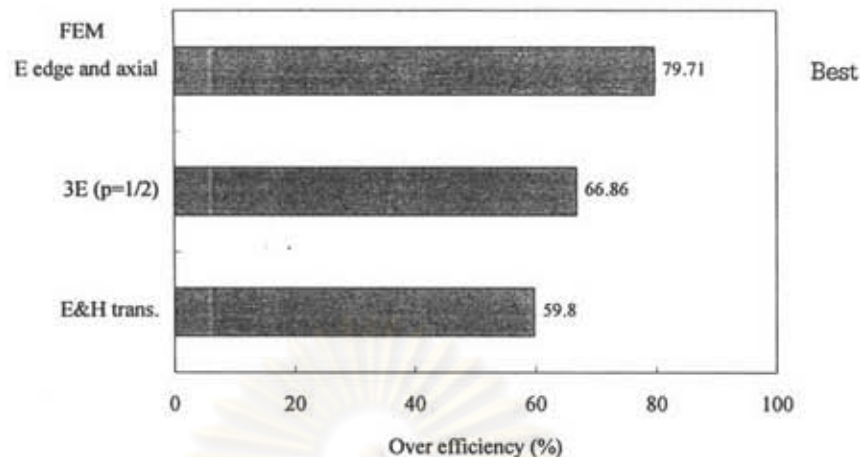 FEM
E edge and axial
79.71
Best
3E (p=1/2)
66.86
E&H trans.
59.8
0 20 40 60 80 100
Over efficiency (%)